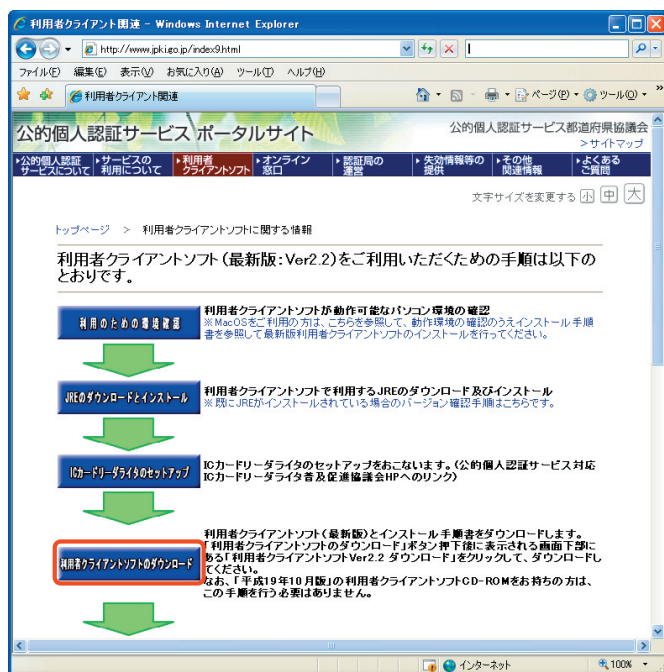 利用者クライアント関連 - Windows Internet Explorer
http://www.jpki.go.jp/index9.html
ファイル(F) 編集(E) 表示(V) お気に入り(A) ツール(T) ヘルプ(H)
利用者クライアント関連
ページ(P) ツール(O)
公的個人認証サービス ポータルサイト
公的個人認証サービス都道府県協議会
>サイトマップ
公的個人認証サービスについて
サービスの利用について
利用者クライアントソフト
オンライン窓口
認証局の運営
失効情報等の提供
その他関連情報
よくあるご質問
文字サイズを変更する 小 中 大
トップページ > 利用者クライアントソフトに関する情報
利用者クライアントソフト(最新版:Ver2.2)をご利用いただくための手順は以下の
とおりです。
利用のための環境確認
利用者クライアントソフトが動作可能なパソコン環境の確認
※MacOSをご利用の方は、こちらを参照して、動作環境の確認のうえインストール手順
書を参照して最新版利用者クライアントソフトのインストールを行ってください。
JREのダウンロードとインストール
利用者クライアントソフトで利用するJREのダウンロード及びインストール
※既にJREがインストールされている場合のバージョン確認手順はこちらです。
ICカードリーダライタのセットアップ
ICカードリーダライタのセットアップをおこないます。(公的個人認証サービス対応
ICカードリーダライタ普及促進協議会HPへのリンク)
利用者クライアントソフトのダウンロード
利用者クライアントソフト(最新版)とインストール手順書をダウンロードします。
「利用者クライアントソフトのダウンロード」ボタン押下後に表示される画面下部に
ある「利用者クライアントソフトVer2.2 ダウンロード」をクリックして、ダウンロードし
てください。
なお、「平成19年10月版」の利用者クライアントソフトCD-ROMをお持ちの方は、
この手順を行う必要はありません。
インターネット
100%